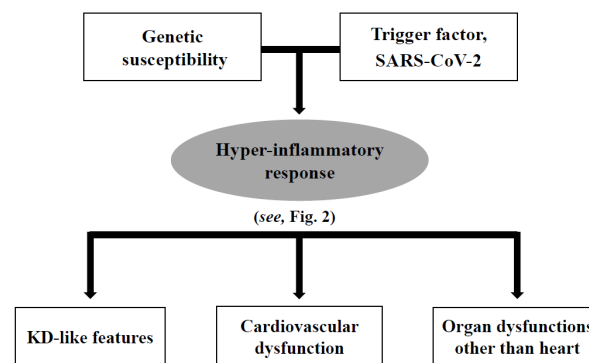 Genetic
susceptibility
Trigger factor,
SARS-CoV-2
Hyper-inflammatory
response
(see, Fig. 2)
KD-like features
Cardiovascular
dysfunction
Organ dysfunctions
other than heart